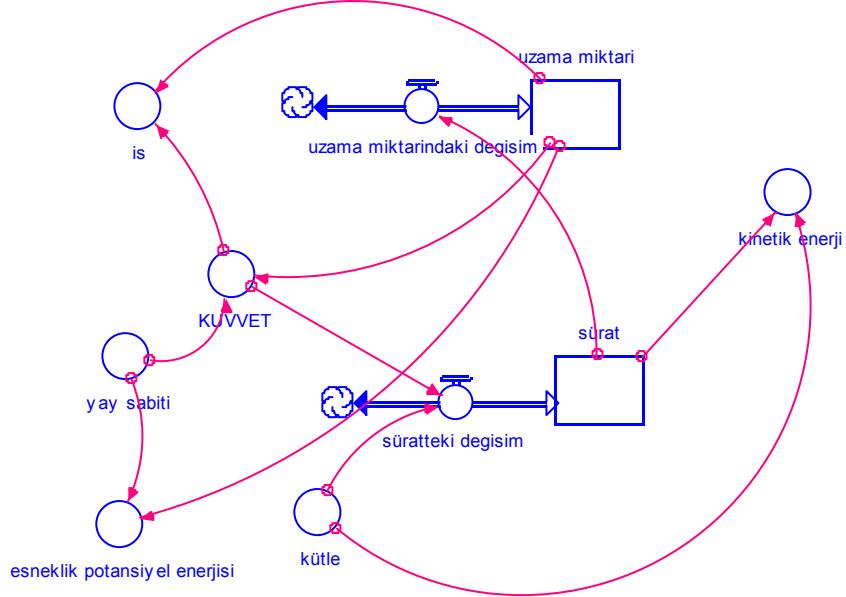 uzama miktari
uzama miktarindaki degisim
is
kinetik enerji
KUVVET
sürat
yay sabiti
süratteki degisim
kütle
esneklik potansiyel enerjisi